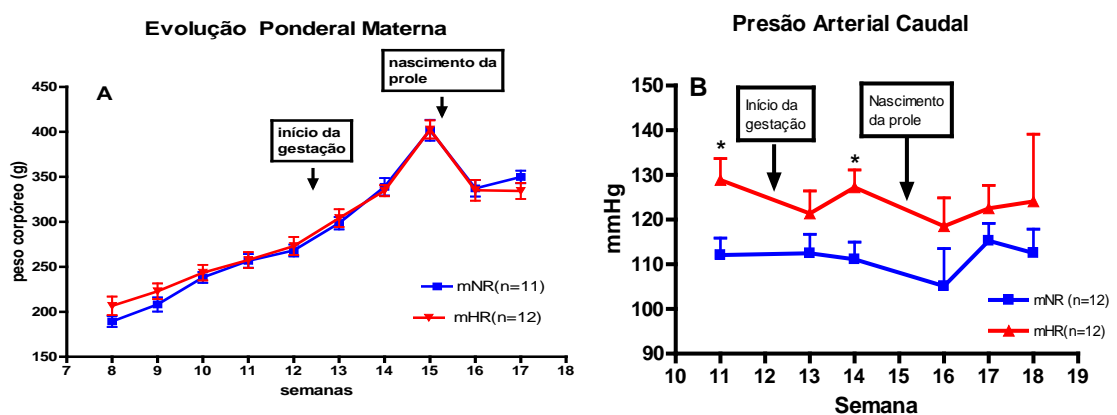 Evolução Ponderal Materna
A
nascimento da
prole
início da
gestação
peso corpóreo (g)
450
400
350
300
250
200
150
mNR(n=11)
mHR(n=12)
7 8 9 10 11 12 13 14 15 16 17 18
semanas
Presão Arterial Caudal
B
Início da
gestação
Nascimento
da prole
* *
mmHg
150
140
130
120
110
100
90
mNR (n=12)
mHR(n=12)
10 11 12 13 14 15 16 17 18 19
Semana